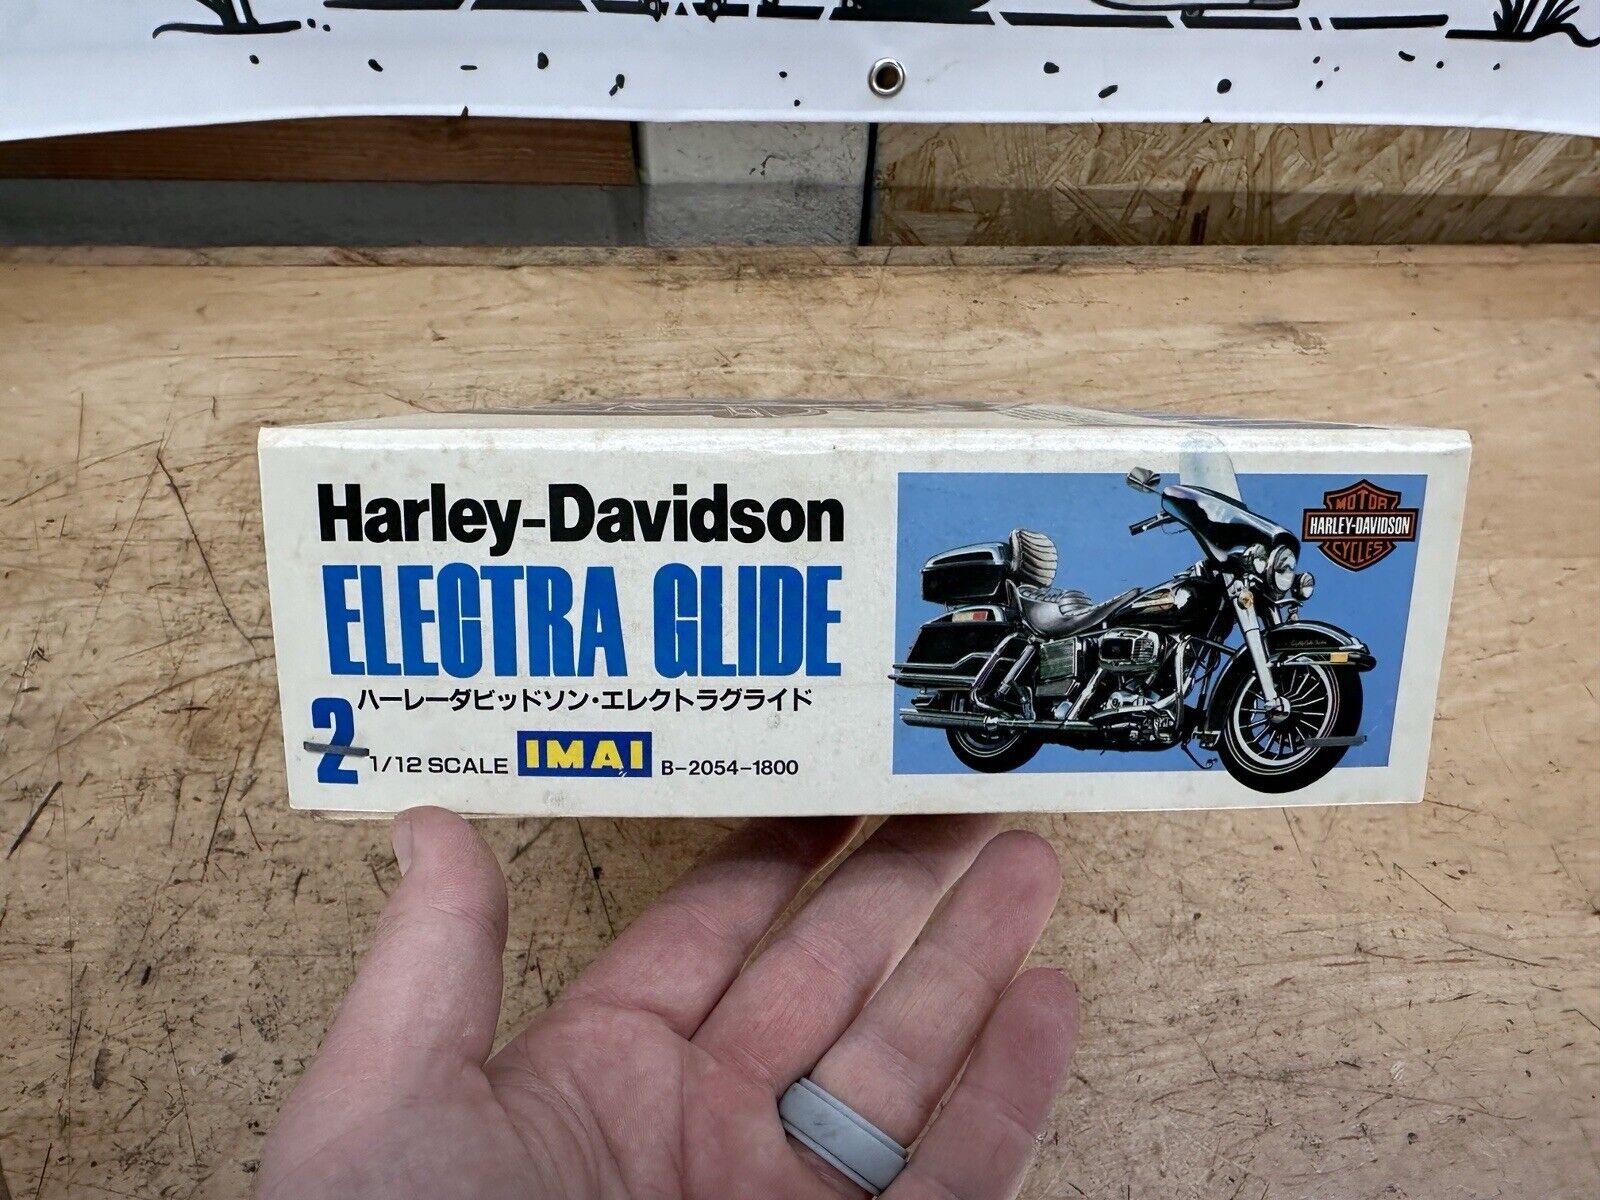 Harley-Davidson
ELECTRA GLIDE
ハーレーダビッドソン・エレクトラグライド
2
1/12 SCALE IMAI B-2054-1800
MOTOR
HARLEY-DAVIDSON
CYCLES